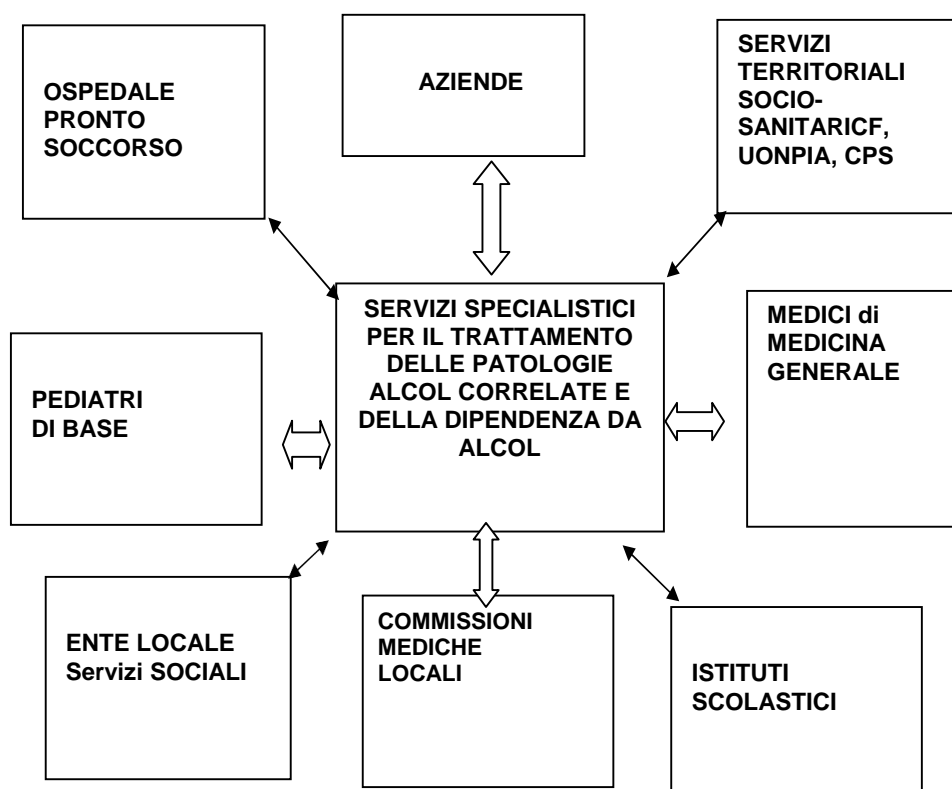 OSPEDALE
PRONTO
SOCCORSO
AZIENDE
SERVIZI
TERRITORIALI
SOCIO-
SANITARICF,
UONPIA, CPS
SERVIZI SPECIALISTICI
PER IL TRATTAMENTO
DELLE PATOLOGIE
ALCOL CORRELATE E
DELLA DIPENDENZA DA
ALCOL
PEDIATRI
DI BASE
MEDICI di
MEDICINA
GENERALE
ENTE LOCALE
Servizi SOCIALI
COMMISSIONI
MEDICHE
LOCALI
ISTITUTI
SCOLASTICI